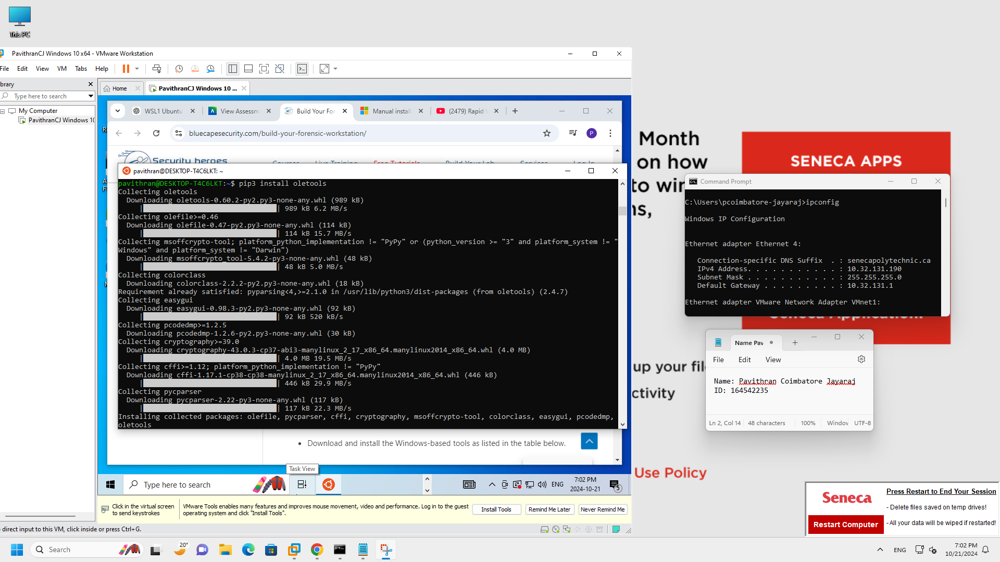 This PC
PavithranCJ Windows 10 x64 - VMware Workstation
File Edit View VM Tabs Help
brary
Type here to search
Home
PavithranCJ Windows 10 ...
My Computer
PavithranCJ Windows 10
WSL1 Ubuntu
View Assessm
Build Your For
Manual install
(2479) Rapid
bluecapesecurity.com/build-your-forensic-workstation/
P
Security heroes
Courses Live Training Free Tutorials Build Your Lab Services Log In
pavithran@DESKTOP-T4C6LKT: ~
pavithran@DESKTOP-T4C6LKT:~$ pip3 install oletools
Collecting oletools
Downloading oletools-0.60.2-py2.py3-none-any.whl (989 kB)
| | 989 kB 6.2 MB/s
Collecting olefile>=0.46
Downloading olefile-0.47-py2.py3-none-any.whl (114 kB)
| | 114 kB 15.7 MB/s
Collecting msoffcrypto-tool; platform_python_implementation != "PyPy" or (python_version >= "3" and platform_system != "
Windows" and platform_system != "Darwin")
Downloading msoffcrypto_tool-5.4.2-py3-none-any.whl (48 kB)
| | 48 kB 5.0 MB/s
Collecting colorclass
Downloading colorclass-2.2.2-py2.py3-none-any.whl (18 kB)
Requirement already satisfied: pyparsing<4,>=2.1.0 in /usr/lib/python3/dist-packages (from oletools) (2.4.7)
Collecting easygui
Downloading easygui-0.98.3-py2.py3-none-any.whl (92 kB)
| | 92 kB 520 kB/s
Collecting pcodedmp>=1.2.5
Downloading pcodedmp-1.2.6-py2.py3-none-any.whl (30 kB)
Collecting cryptography>=39.0
Downloading cryptography-43.0.3-cp37-abi3-manylinux_2_17_x86_64.manylinux2014_x86_64.whl (4.0 MB)
| | 4.0 MB 19.5 MB/s
Collecting cffi>=1.12; platform_python_implementation != "PyPy"
Downloading cffi-1.17.1-cp38-cp38-manylinux_2_17_x86_64.manylinux2014_x86_64.whl (446 kB)
| | 446 kB 29.9 MB/s
Collecting pycparser
Downloading pycparser-2.22-py3-none-any.whl (117 kB)
| | 117 kB 22.3 MB/s
Installing collected packages: olefile, pycparser, cffi, cryptography, msoffcrypto-tool, colorclass, easygui, pcodedmp,
oletools
• Download and install the Windows-based tools as listed in the table below.
Task View
Type here to search
ENG
7:02 PM
2024-10-21
5
Click in the virtual screen
to send keystrokes
VMware Tools enables many features and improves mouse movement, video and performance. Log in to the guest
operating system and click "Install Tools".
Install Tools
Remind Me Later
Never Remind Me
direct input to this VM, click inside or press Ctrl+G.
Month
on how
to win
ns,
SENECA APPS
Command Prompt
C:\Users\pcoimbatore-jayaraj>ipconfig
Windows IP Configuration
Ethernet adapter Ethernet 4:
Connection-specific DNS Suffix . : senecapolytechnic.ca
IPv4 Address. . . . . . . . . . . : 10.32.131.190
Subnet Mask . . . . . . . . . . . : 255.255.255.0
Default Gateway . . . . . . . . . : 10.32.131.1
Ethernet adapter VMware Network Adapter VMnet1:
Seneca Application!
up your fil
ctivity
Use Policy
Name Pav
File Edit View
Name: Pavithran Coimbatore Jayaraj
ID: 164542235
Ln 2, Col 14 48 characters 100% Window UTF-8
Seneca
Restart Computer
Press Restart to End Your Session
- Delete files saved on temp drives!
- All your data will be wiped if restarted!
Search
20°
ENG
7:02 PM
10/21/2024